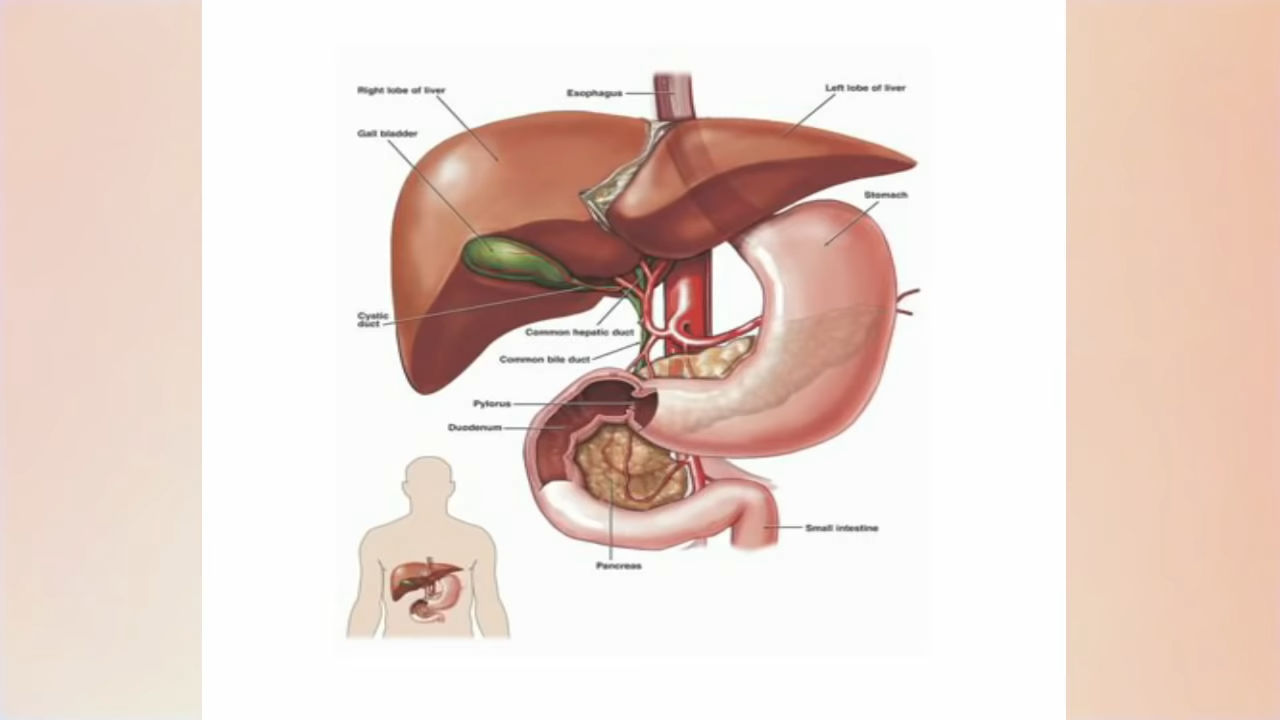 Right lobe of liver
Esophagus
Left lobe of liver
Gall bladder
Stomach
Cystic
duct
Common hepatic duct
Common bile duct
Pylorus
Duodenum
Small intestine
Pancreas